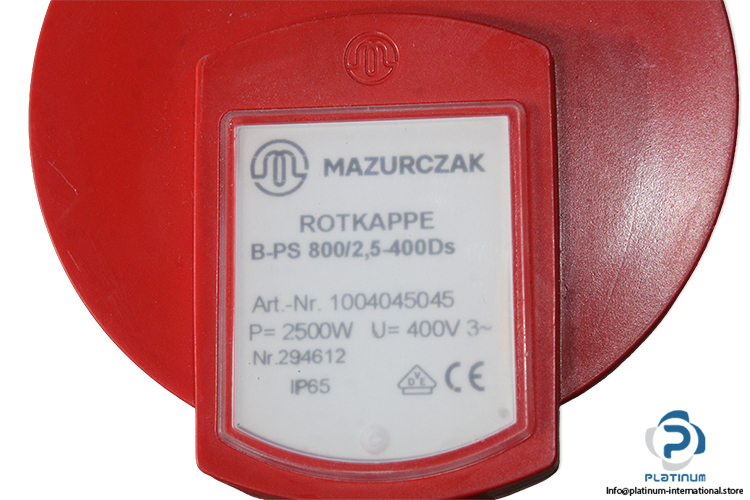 MAZURCZAK
ROTKAPPE
B-PS 800/2,5-400Ds
Art.-Nr. 1004045045
P= 2500W U= 400V 3~
Nr.294612
IP65
VDE CE
PLATINUM
Info@platinum-international.store